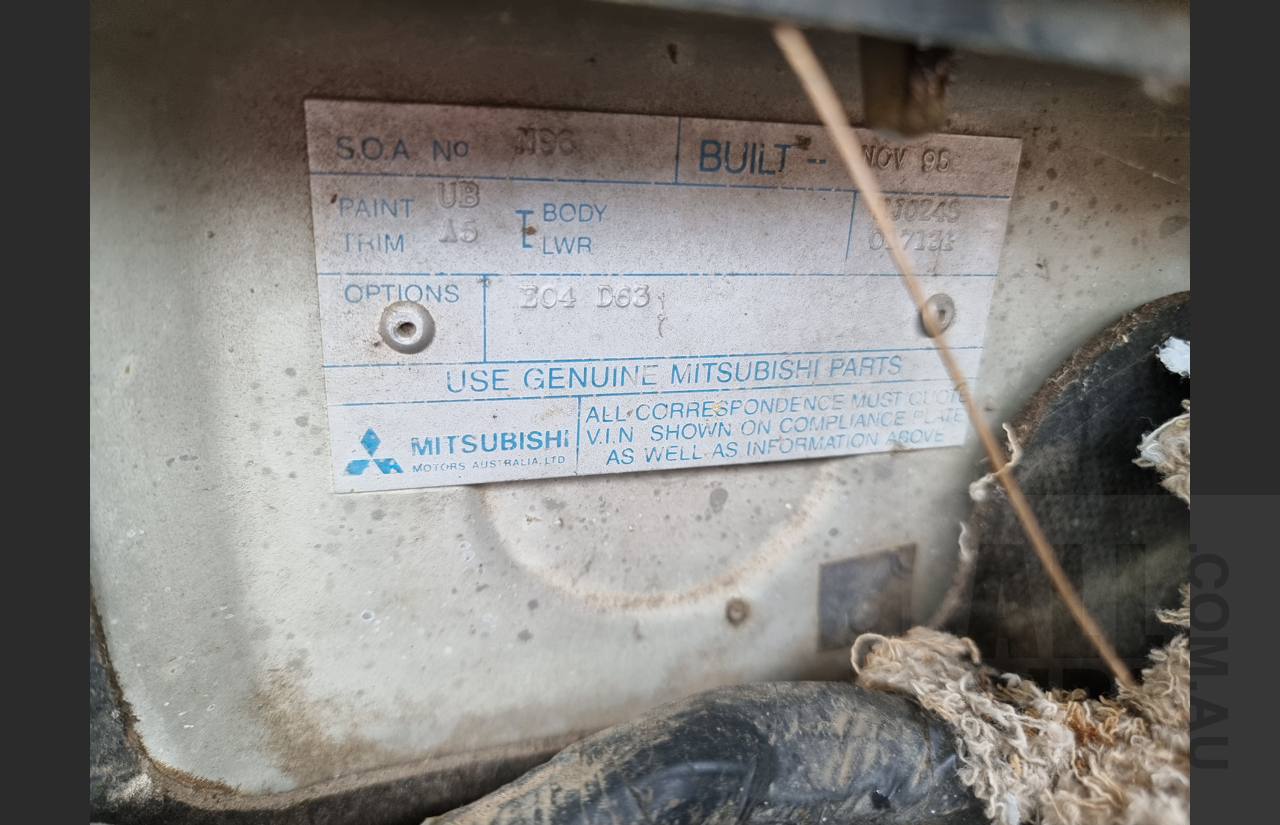 S.O.A Nº
BUILT -- NOV 95
PAINT UB
BODY
TRIM A5
LWR
OPTIONS E04 D63
USE GENUINE MITSUBISHI PARTS
MITSUBISHI
MOTORS AUSTRALIA. LTD
ALL CORRESPONDENCE MUST QUOTE
V.I.N SHOWN ON COMPLIANCE PLATE
AS WELL AS INFORMATION ABOVE
.COM.AU